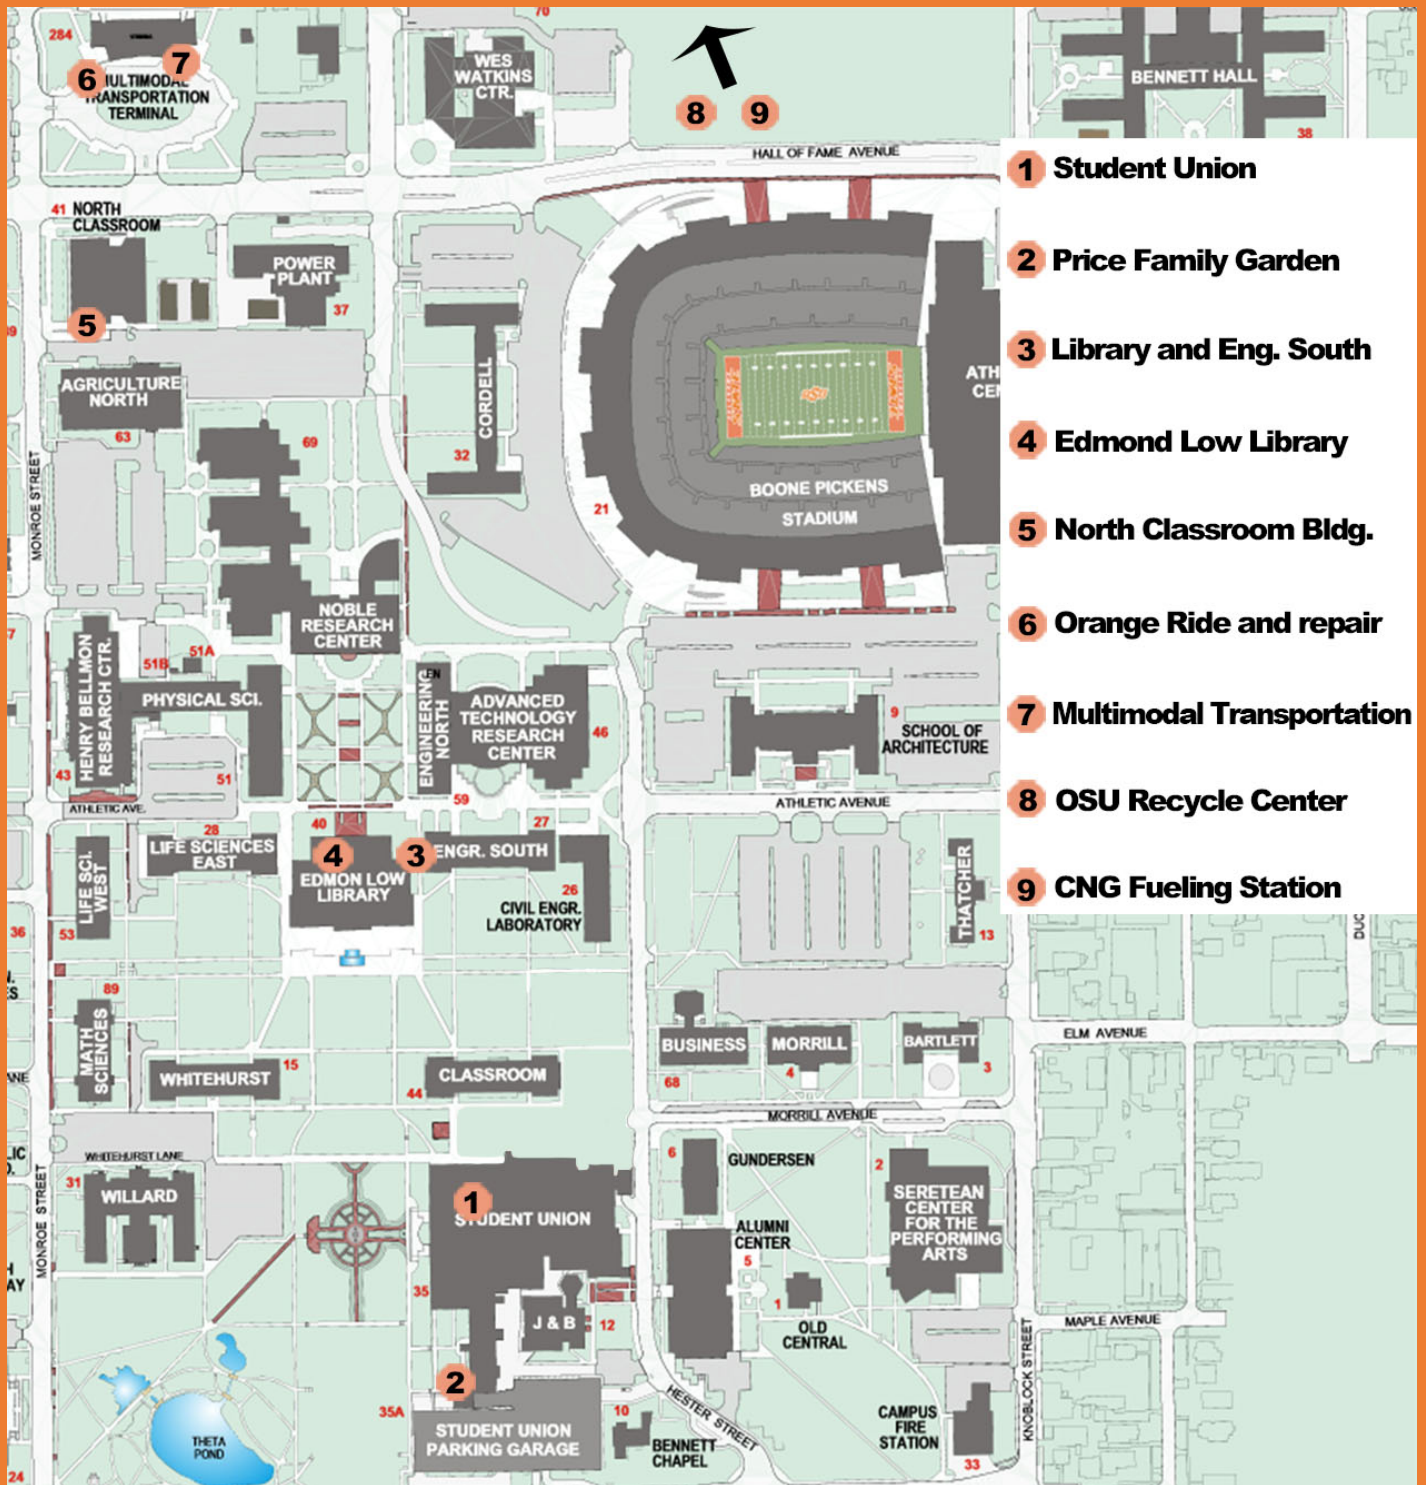 70
284
6
7
MULTIMODAL
TRANSPORTATION
TERMINAL
WES
WATKINS
CTR.
8
9
BENNETT HALL
38
HALL OF FAME AVENUE
1 Student Union
2 Price Family Garden
3 Library and Eng. South
4 Edmond Low Library
5 North Classroom Bldg.
6 Orange Ride and repair
7 Multimodal Transportation
8 OSU Recycle Center
9 CNG Fueling Station
41 NORTH
CLASSROOM
POWER
PLANT
37
5
AGRICULTURE
NORTH
63
69
CORDELL
32
ATH
CEN
BOONE PICKENS
STADIUM
21
MONROE STREET
NOBLE
RESEARCH
CENTER
HENRY BELLMON
RESEARCH CTR.
51B
51A
PHYSICAL SCI.
43
51
ENGINEERING
NORTH
EN
ADVANCED
TECHNOLOGY
RESEARCH
CENTER
46
59
9
SCHOOL OF
ARCHITECTURE
ATHLETIC AVE.
ATHLETIC AVENUE
28
LIFE SCIENCES
EAST
40
4
EDMON LOW
LIBRARY
3
ENGR. SOUTH
27
26
CIVIL ENGR.
LABORATORY
LIFE SCI.
WEST
53
36
THATCHER
13
DUC
89
MATH
SCIENCES
WHITEHURST
15
CLASSROOM
44
BUSINESS
68
MORRILL
4
BARTLETT
3
ELM AVENUE
MORRILL AVENUE
WHITEHURST LANE
31
WILLARD
MONROE STREET
1
STUDENT UNION
35
J & B
12
6
GUNDERSEN
2
SERETEAN
CENTER
FOR THE
PERFORMING
ARTS
ALUMNI
CENTER
5
1
OLD
CENTRAL
MAPLE AVENUE
KNOBLOCK STREET
2
35A
STUDENT UNION
PARKING GARAGE
10
BENNETT
CHAPEL
HESTER STREET
CAMPUS
FIRE
STATION
33
THETA
POND
24